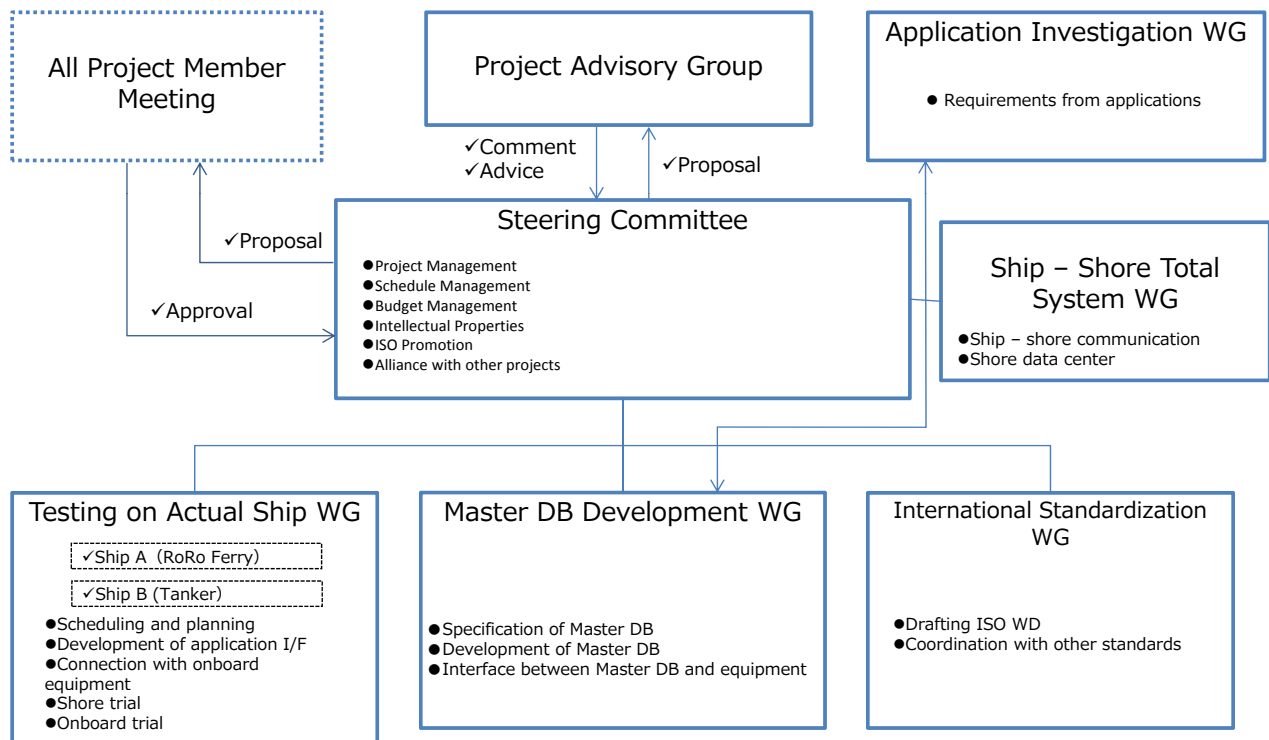 All Project Member
Meeting
Project Advisory Group
Application Investigation WG
● Requirements from applications
✓Comment
✓Advice
✓Proposal
✓Proposal
✓Approval
Steering Committee
●Project Management
●Schedule Management
●Budget Management
●Intellectual Properties
●ISO Promotion
●Alliance with other projects
Ship – Shore Total
System WG
●Ship – shore communication
●Shore data center
Testing on Actual Ship WG
✓Ship A（RoRo Ferry）
✓Ship B (Tanker)
●Scheduling and planning
●Development of application I/F
●Connection with onboard
equipment
●Shore trial
●Onboard trial
Master DB Development WG
●Specification of Master DB
●Development of Master DB
●Interface between Master DB and equipment
International Standardization
WG
●Drafting ISO WD
●Coordination with other standards